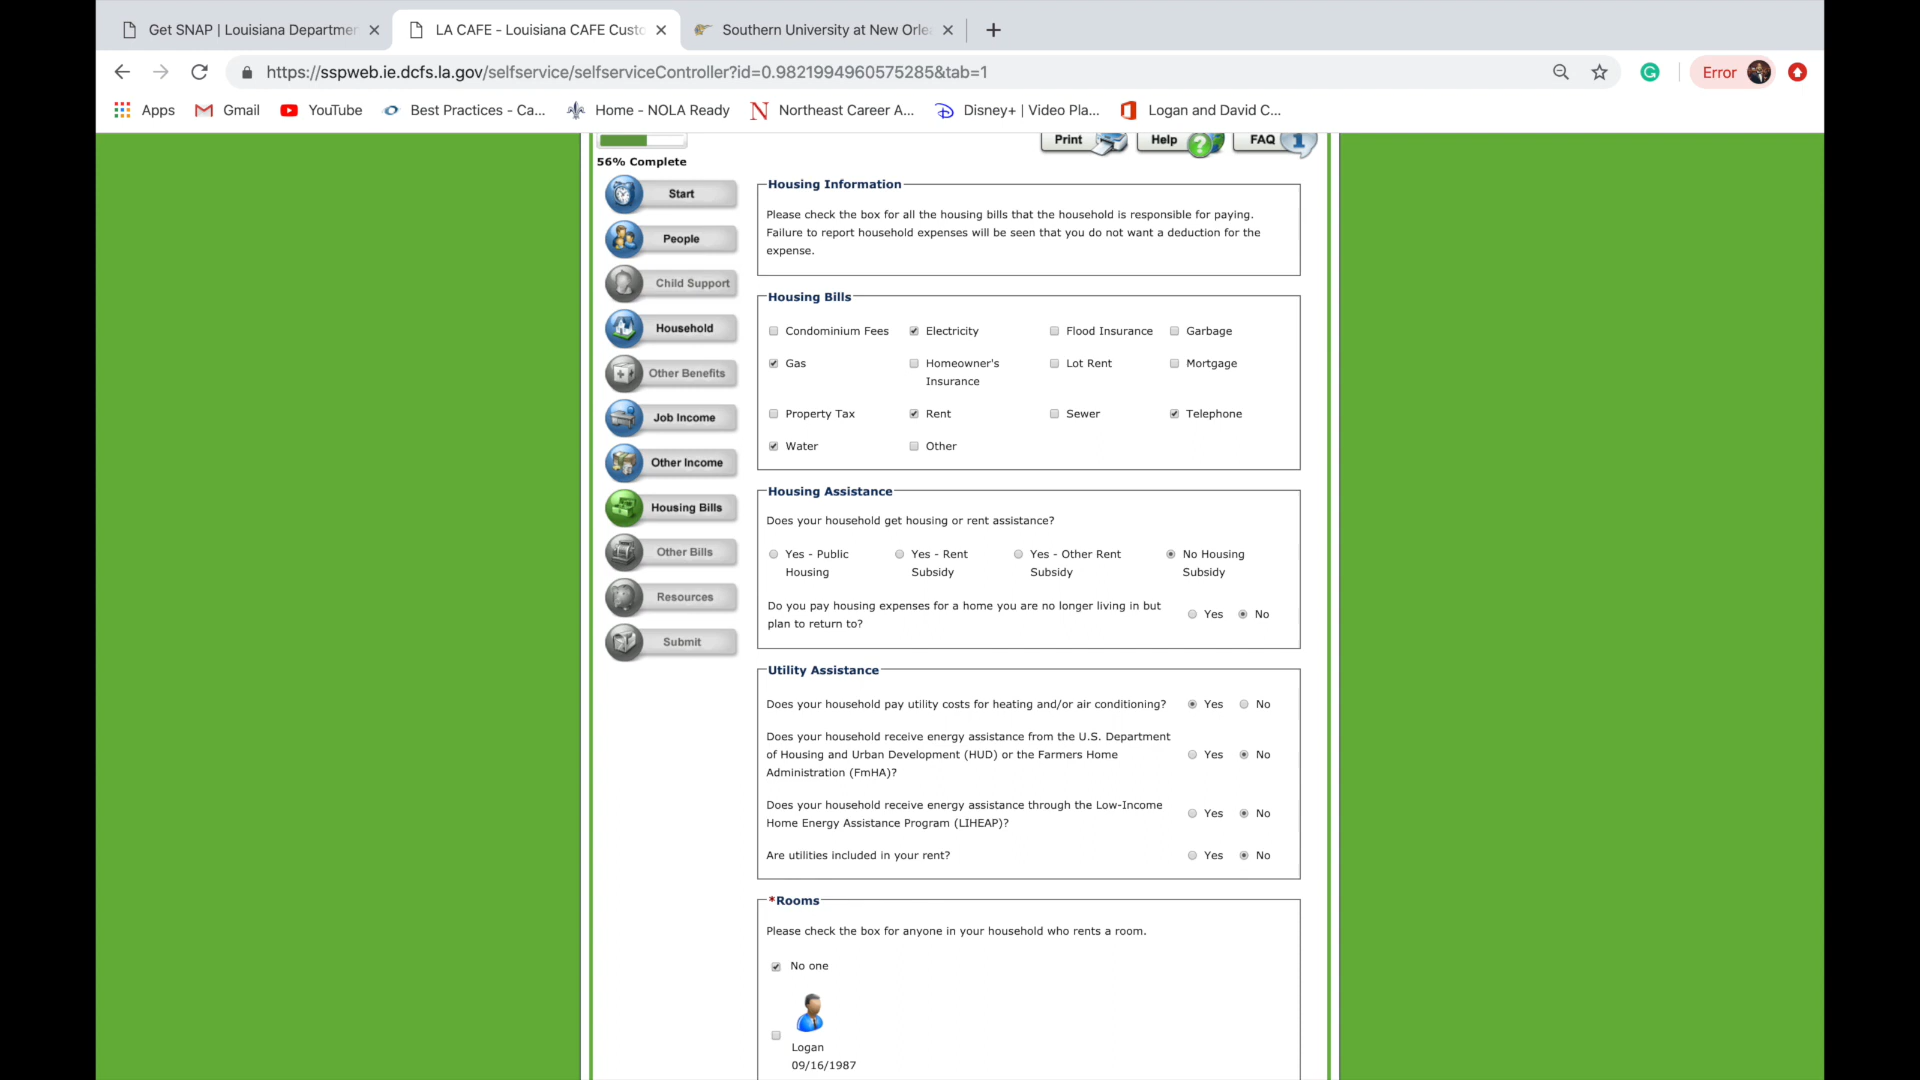 Get SNAP | Louisiana Departmer
LA CAFE - Louisiana CAFE Custo
Southern University at New Orle
https://sspweb.ie.dcfs.la.gov/selfservice/selfserviceController?id=0.9821994960575285&tab=1
Error
Apps
Gmail
YouTube
Best Practices - Ca...
Home - NOLA Ready
Northeast Career A...
Disney+ | Video Pla...
Logan and David C...
56% Complete
Print
Help
FAQ
Start
People
Child Support
Household
Other Benefits
Job Income
Other Income
Housing Bills
Other Bills
Resources
Submit
Housing Information
Please check the box for all the housing bills that the household is responsible for paying.
Failure to report household expenses will be seen that you do not want a deduction for the
expense.
Housing Bills
Condominium Fees
Electricity
Flood Insurance
Garbage
Gas
Homeowner's
Insurance
Lot Rent
Mortgage
Property Tax
Rent
Sewer
Telephone
Water
Other
Housing Assistance
Does your household get housing or rent assistance?
Yes - Public
Housing
Yes - Rent
Subsidy
Yes - Other Rent
Subsidy
No Housing
Subsidy
Do you pay housing expenses for a home you are no longer living in but
plan to return to?
Yes No
Utility Assistance
Does your household pay utility costs for heating and/or air conditioning?
Yes No
Does your household receive energy assistance from the U.S. Department
of Housing and Urban Development (HUD) or the Farmers Home
Administration (FmHA)?
Yes No
Does your household receive energy assistance through the Low-Income
Home Energy Assistance Program (LIHEAP)?
Yes No
Are utilities included in your rent?
Yes No
*Rooms
Please check the box for anyone in your household who rents a room.
No one
Logan
09/16/1987